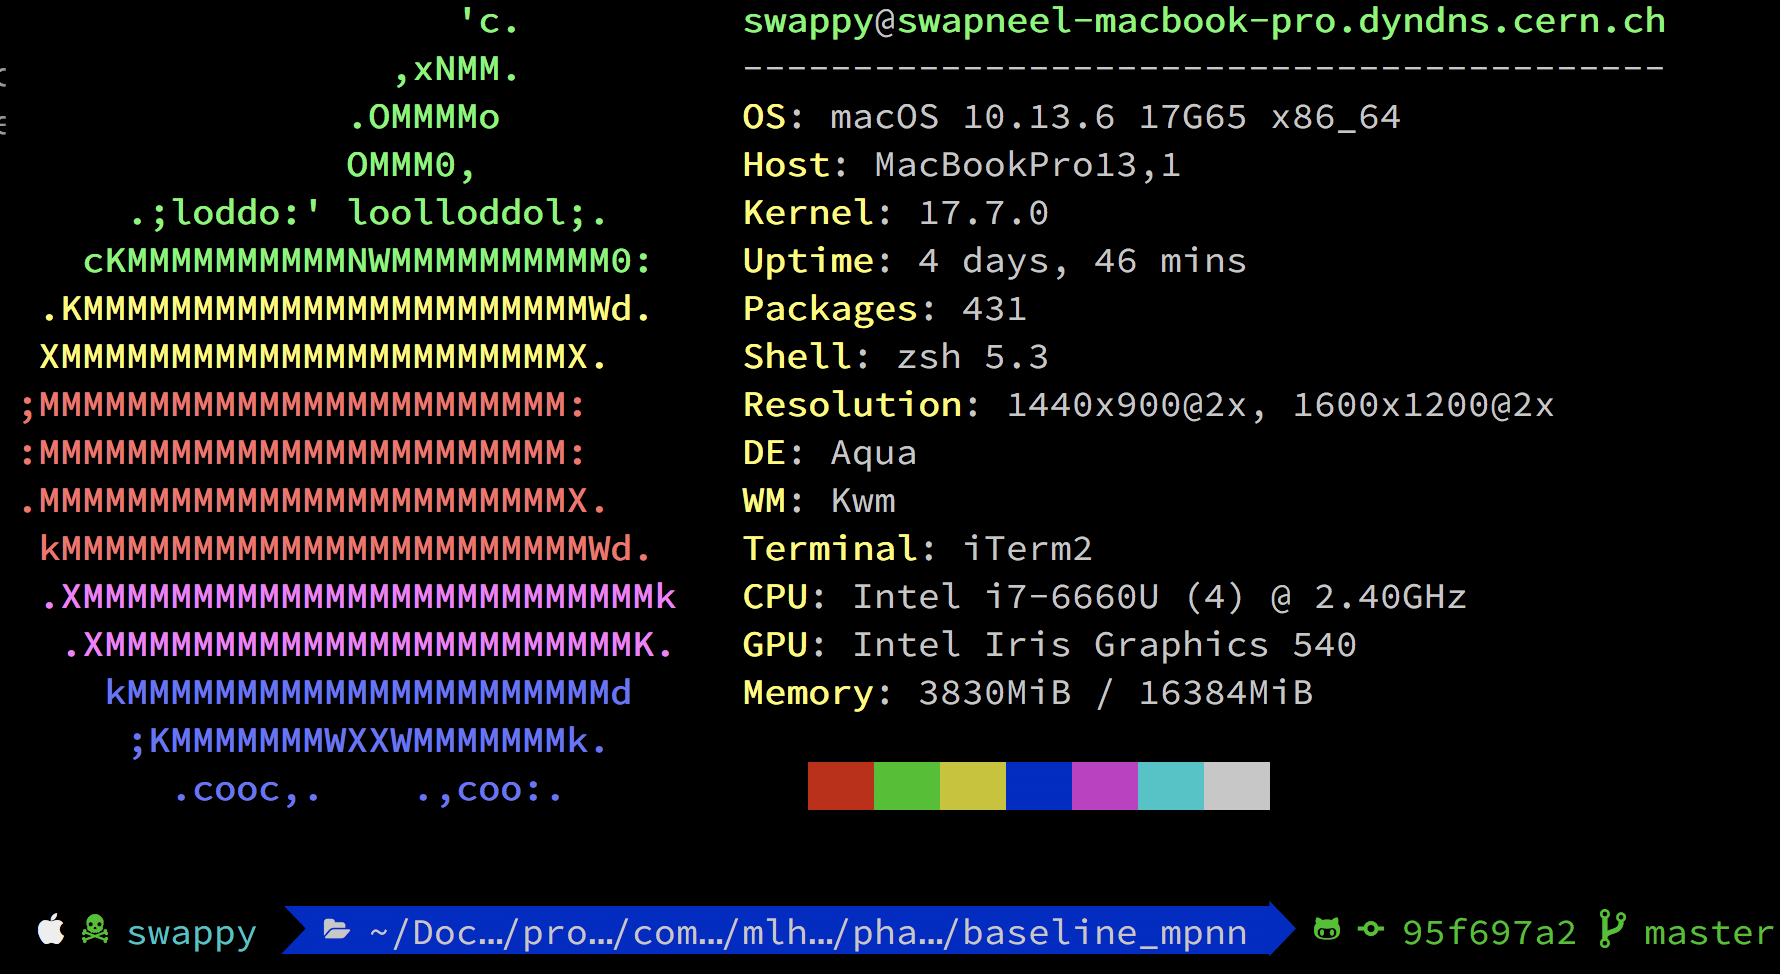 'c.
,xNMM.
.OMMMMo
OMMM0,
.;loddo:' loolloddol;.
cKMMMMMMMMMMNWMMMMMMMMMM0:
.KMMMMMMMMMMMMMMMMMMMMMMMWd.
XMMMMMMMMMMMMMMMMMMMMMMMX.
;MMMMMMMMMMMMMMMMMMMMMMMM:
:MMMMMMMMMMMMMMMMMMMMMMMM:
.MMMMMMMMMMMMMMMMMMMMMMMMX.
kMMMMMMMMMMMMMMMMMMMMMMMMWd.
.XMMMMMMMMMMMMMMMMMMMMMMMMMMk
.XMMMMMMMMMMMMMMMMMMMMMMMMK.
kMMMMMMMMMMMMMMMMMMMMMMd
;KMMMMMMMWXXWMMMMMMMk.
.cooc,. .,coo:.
swappy@swapneel-macbook-pro.dyndns.cern.ch
------------------------------------------
OS: macOS 10.13.6 17G65 x86_64
Host: MacBookPro13,1
Kernel: 17.7.0
Uptime: 4 days, 46 mins
Packages: 431
Shell: zsh 5.3
Resolution: 1440x900@2x, 1600x1200@2x
DE: Aqua
WM: Kwm
Terminal: iTerm2
CPU: Intel i7-6660U (4) @ 2.40GHz
GPU: Intel Iris Graphics 540
Memory: 3830MiB / 16384MiB
swappy ~/Doc…/pro…/com…/mlh…/pha…/baseline_mpnn 95f697a2 master